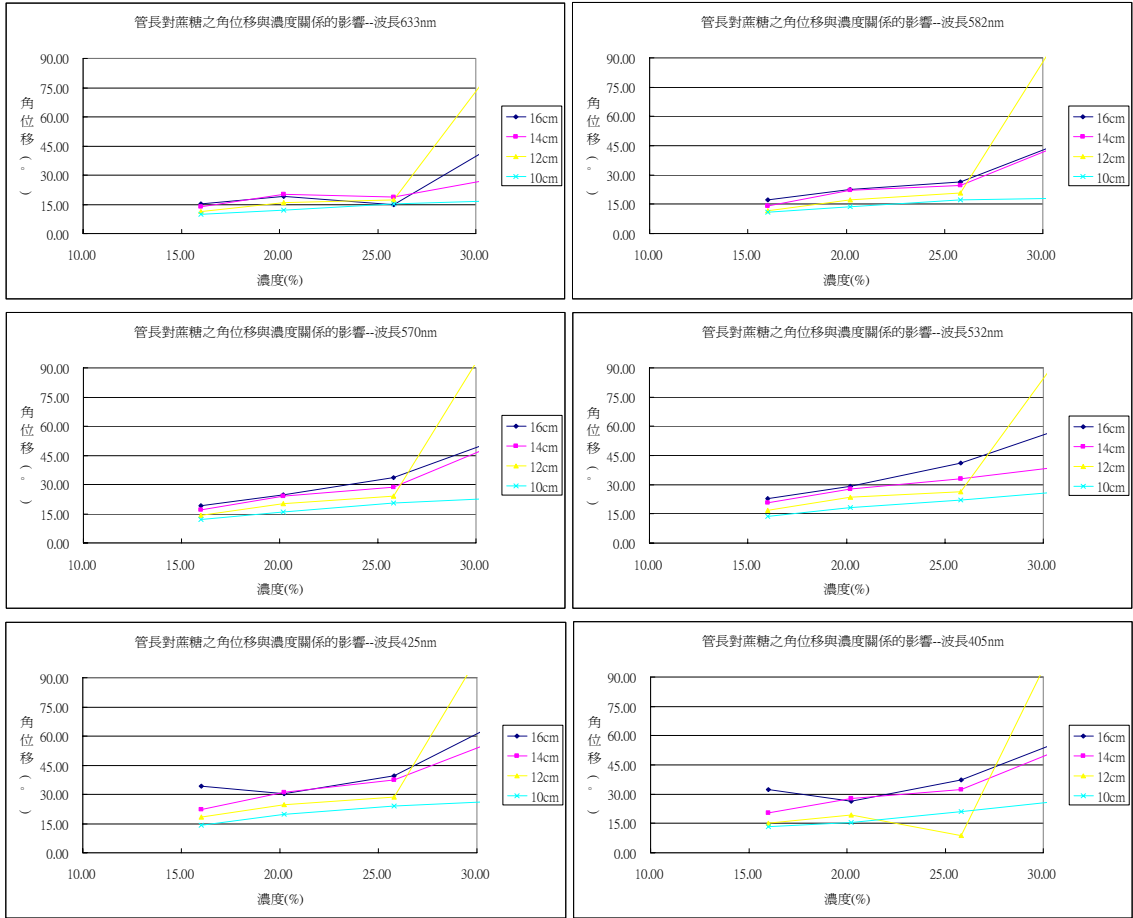 管長對蔗糖之角位移與濃度關係的影響--波長633nm
90.00
75.00
60.00
45.00
30.00
15.00
0.00
10.00 15.00 20.00 25.00 30.00
角位移(°)
濃度(%)
16cm
14cm
12cm
10cm
管長對蔗糖之角位移與濃度關係的影響--波長582nm
90.00
75.00
60.00
45.00
30.00
15.00
0.00
10.00 15.00 20.00 25.00 30.00
角位移(°)
濃度(%)
16cm
14cm
12cm
10cm
管長對蔗糖之角位移與濃度關係的影響--波長570nm
90.00
75.00
60.00
45.00
30.00
15.00
0.00
10.00 15.00 20.00 25.00 30.00
角位移(°)
濃度(%)
16cm
14cm
12cm
10cm
管長對蔗糖之角位移與濃度關係的影響--波長532nm
90.00
75.00
60.00
45.00
30.00
15.00
0.00
10.00 15.00 20.00 25.00 30.00
角位移(°)
濃度(%)
16cm
14cm
12cm
10cm
管長對蔗糖之角位移與濃度關係的影響--波長425nm
90.00
75.00
60.00
45.00
30.00
15.00
0.00
10.00 15.00 20.00 25.00 30.00
角位移(°)
濃度(%)
16cm
14cm
12cm
10cm
管長對蔗糖之角位移與濃度關係的影響--波長405nm
90.00
75.00
60.00
45.00
30.00
15.00
0.00
10.00 15.00 20.00 25.00 30.00
角位移(°)
濃度(%)
16cm
14cm
12cm
10cm